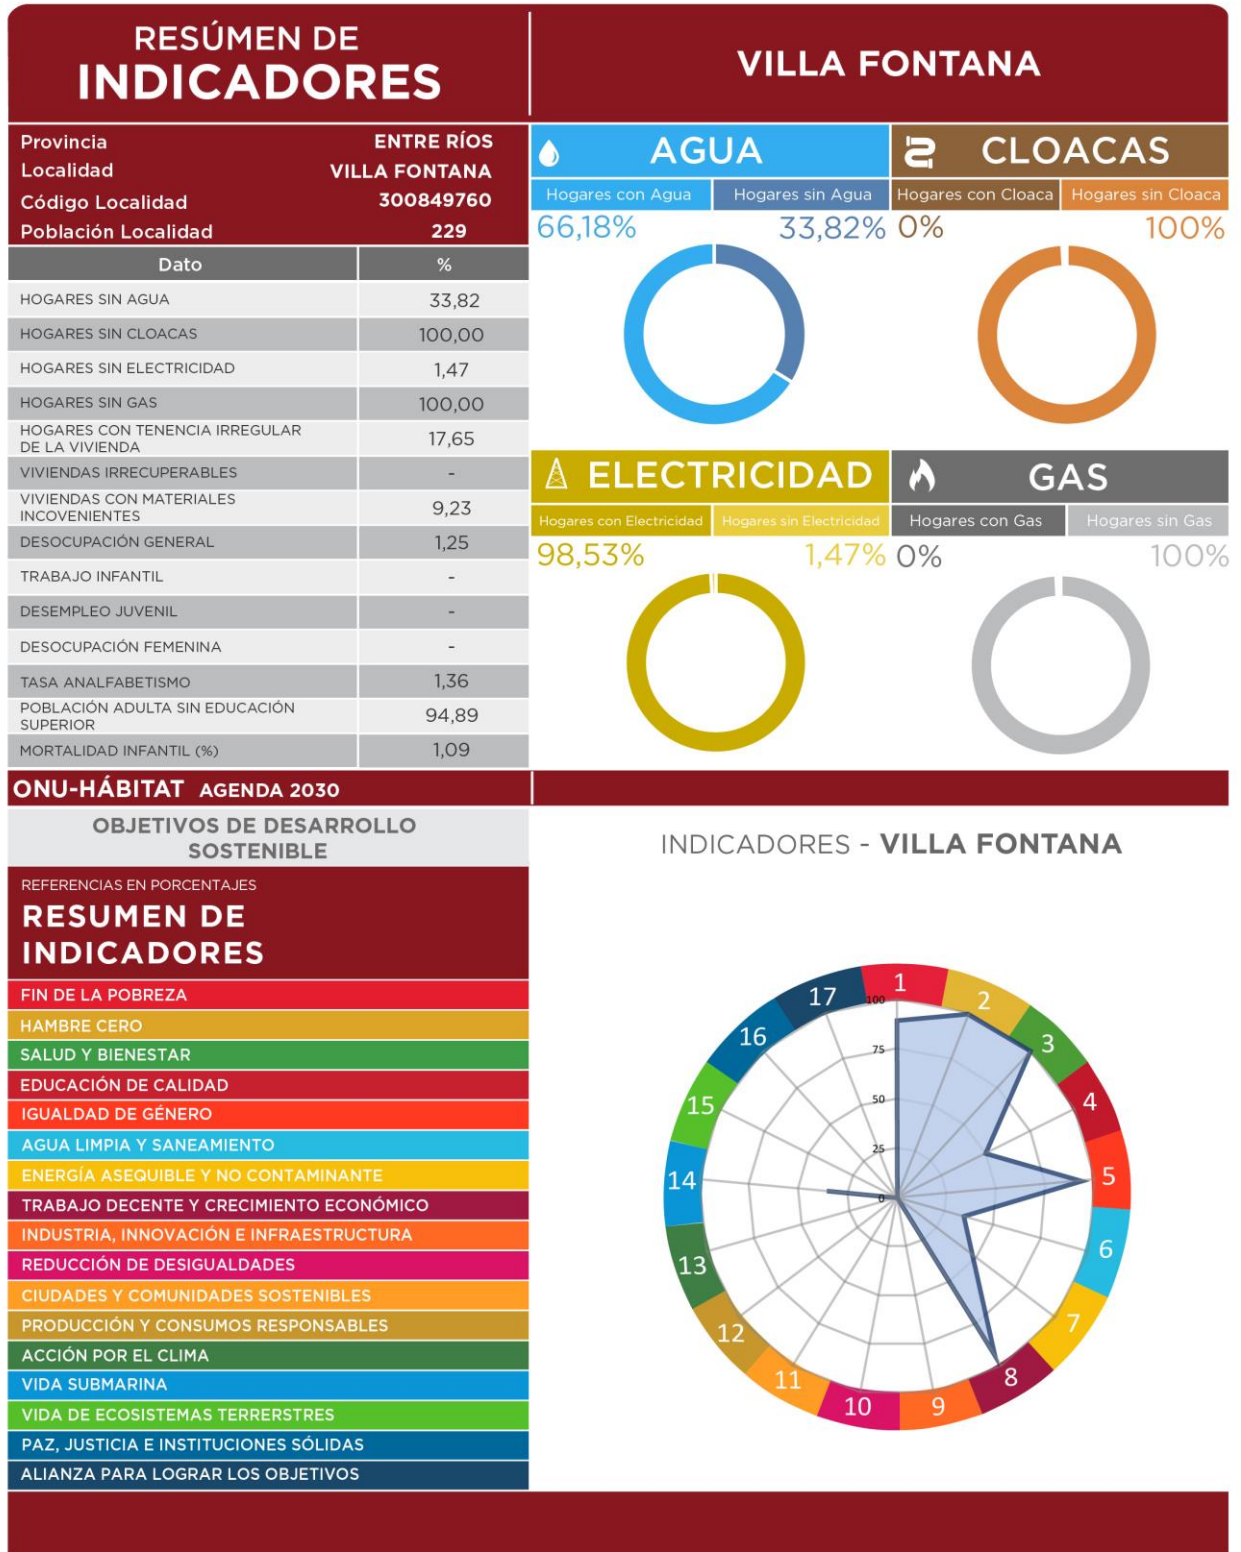 RESÚMEN DE
INDICADORES
VILLA FONTANA
Provincia ENTRE RÍOS
Localidad VILLA FONTANA
Código Localidad 300849760
Población Localidad 229
Dato %
HOGARES SIN AGUA 33,82
HOGARES SIN CLOACAS 100,00
HOGARES SIN ELECTRICIDAD 1,47
HOGARES SIN GAS 100,00
HOGARES CON TENENCIA IRREGULAR
DE LA VIVIENDA 17,65
VIVIENDAS IRRECUPERABLES -
VIVIENDAS CON MATERIALES
INCOVENIENTES 9,23
DESOCUPACIÓN GENERAL 1,25
TRABAJO INFANTIL -
DESEMPLEO JUVENIL -
DESOCUPACIÓN FEMENINA -
TASA ANALFABETISMO 1,36
POBLACIÓN ADULTA SIN EDUCACIÓN
SUPERIOR 94,89
MORTALIDAD INFANTIL (%) 1,09
AGUA
Hogares con Agua Hogares sin Agua
66,18% 33,82%
CLOACAS
Hogares con Cloaca Hogares sin Cloaca
0% 100%
ELECTRICIDAD
Hogares con Electricidad Hogares sin Electricidad
98,53% 1,47%
GAS
Hogares con Gas Hogares sin Gas
0% 100%
ONU-HÁBITAT AGENDA 2030
OBJETIVOS DE DESARROLLO
SOSTENIBLE
REFERENCIAS EN PORCENTAJES
RESUMEN DE
INDICADORES
FIN DE LA POBREZA
HAMBRE CERO
SALUD Y BIENESTAR
EDUCACIÓN DE CALIDAD
IGUALDAD DE GÉNERO
AGUA LIMPIA Y SANEAMIENTO
ENERGÍA ASEQUIBLE Y NO CONTAMINANTE
TRABAJO DECENTE Y CRECIMIENTO ECONÓMICO
INDUSTRIA, INNOVACIÓN E INFRAESTRUCTURA
REDUCCIÓN DE DESIGUALDADES
CIUDADES Y COMUNIDADES SOSTENIBLES
PRODUCCIÓN Y CONSUMOS RESPONSABLES
ACCIÓN POR EL CLIMA
VIDA SUBMARINA
VIDA DE ECOSISTEMAS TERRERSTRES
PAZ, JUSTICIA E INSTITUCIONES SÓLIDAS
ALIANZA PARA LOGRAR LOS OBJETIVOS
INDICADORES - VILLA FONTANA
1
2
3
4
5
6
7
8
9
10
11
12
13
14
15
16
17
100
75
50
25
0